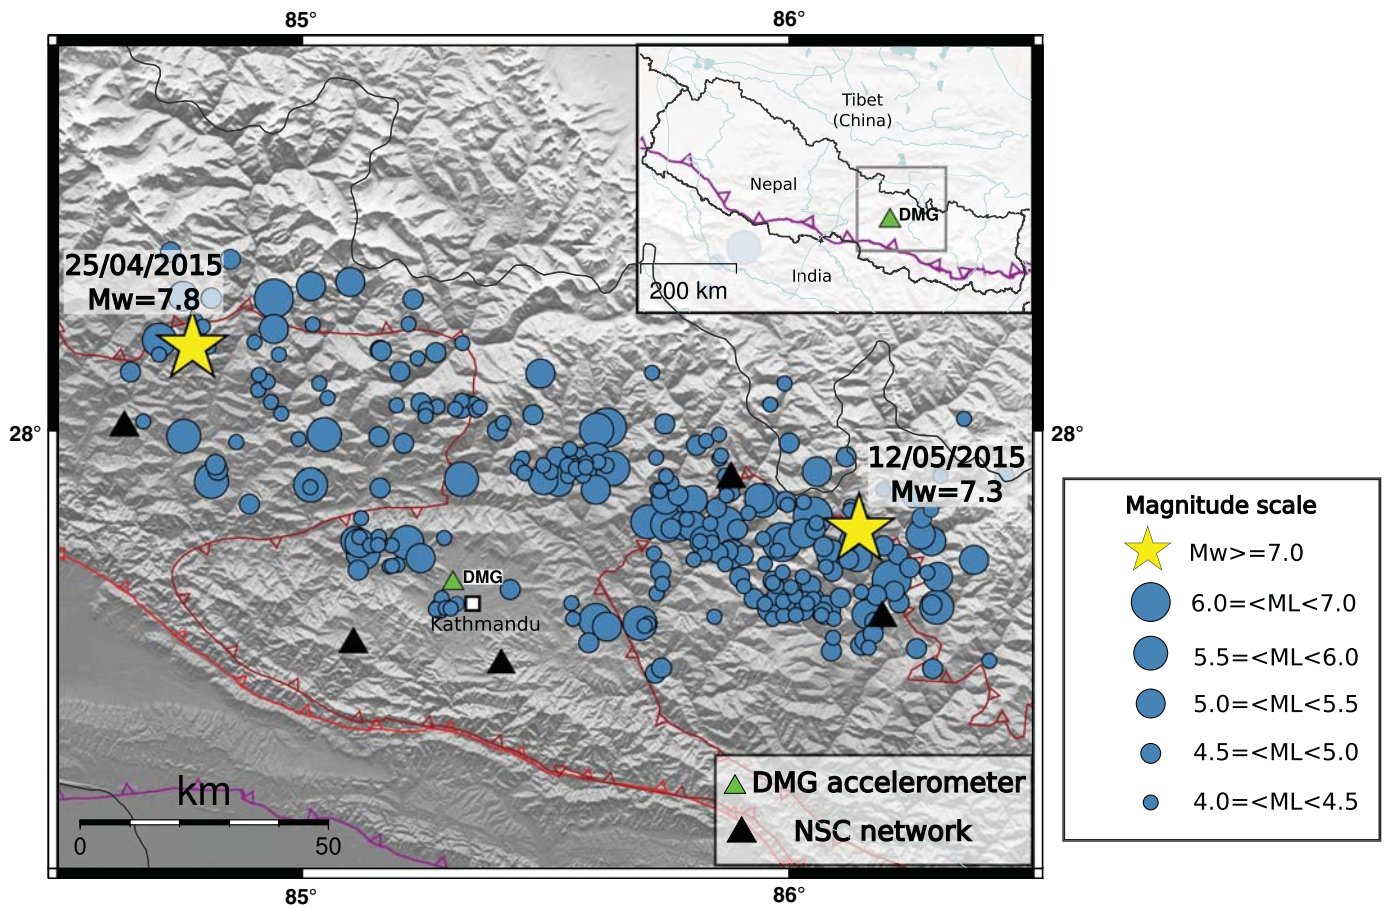 85°
86°
Tibet
(China)
Nepal
DMG
India
200 km
25/04/2015
Mw=7.8
28°
28°
12/05/2015
Mw=7.3
DMG
Kathmandu
km
0
50
DMG accelerometer
NSC network
85°
86°
Magnitude scale
Mw>=7.0
6.0=<ML<7.0
5.5=<ML<6.0
5.0=<ML<5.5
4.5=<ML<5.0
4.0=<ML<4.5